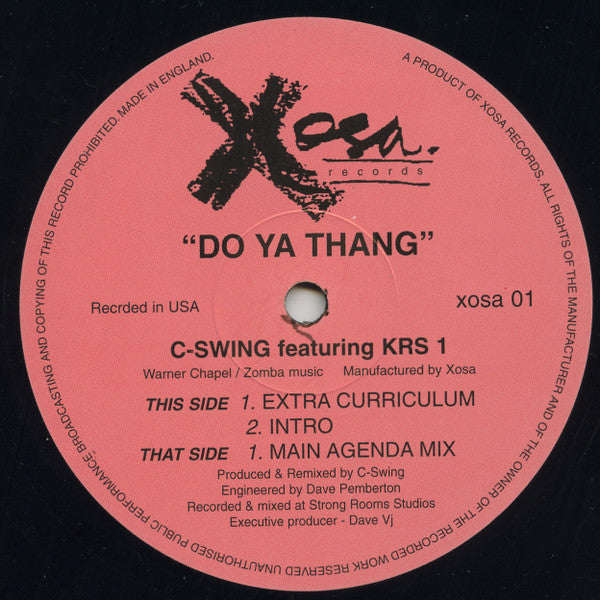 Xosa.
records
"DO YA THANG"
Recrded in USA
xosa 01
C-SWING featuring KRS 1
Warner Chapel / Zomba music Manufactured by Xosa
THIS SIDE 1. EXTRA CURRICULUM
2. INTRO
THAT SIDE 1. MAIN AGENDA MIX
Produced & Remixed by C-Swing
Engineered by Dave Pemberton
Recorded & mixed at Strong Rooms Studios
Executive producer - Dave Vj
A PRODUCT OF XOSA RECORDS. ALL RIGHTS OF THE MANUFACTURER AND OF THE OWNER OF THE RECORDED WORK RESERVED UNAUTHORISED PUBLIC PERFORMANCE, BROADCASTING AND COPYING OF THIS RECORD PROHIBITED. MADE IN ENGLAND.